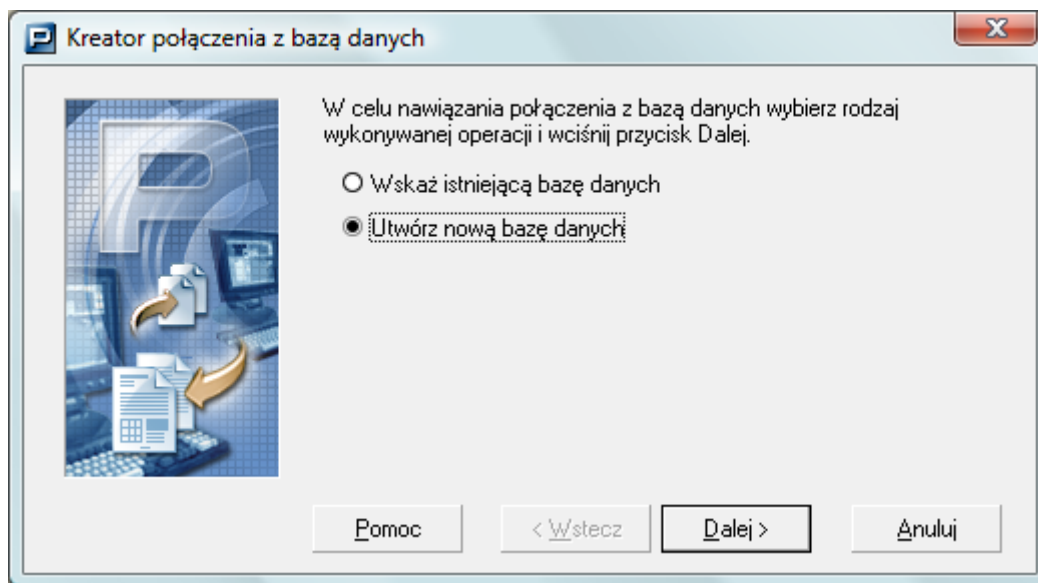 Kreator połączenia z bazą danych
W celu nawiązania połączenia z bazą danych wybierz rodzaj
wykonywanej operacji i wciśnij przycisk Dalej.
Wskaż istniejącą bazę danych
Utwórz nową bazę danych
Pomoc
< Wstecz
Dalej >
Anuluj